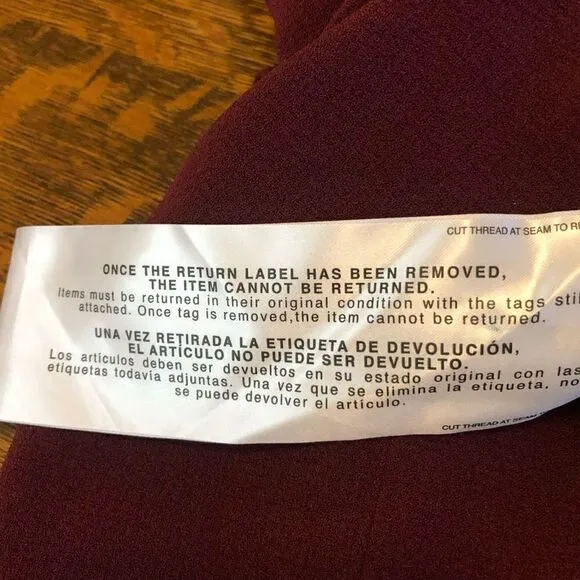 CUT THREAD AT SEAM TO
ONCE THE RETURN LABEL HAS BEEN REMOVED,
THE ITEM CANNOT BE RETURNED.
Items must be returned in their original condition with the tags still
attached. Once tag is removed,the item cannot be returned.
UNA VEZ RETIRADA LA ETIQUETA DE DEVOLUCIÓN,
EL ARTÍCULO NO PUEDE SER DEVUELTO.
Los artículos deben ser devueltos en su estado original con las
etiquetas todavía adjuntas. Una vez que se elimina la etiqueta, no
se puede devolver el artículo.
CUT THREAD AT SEAM